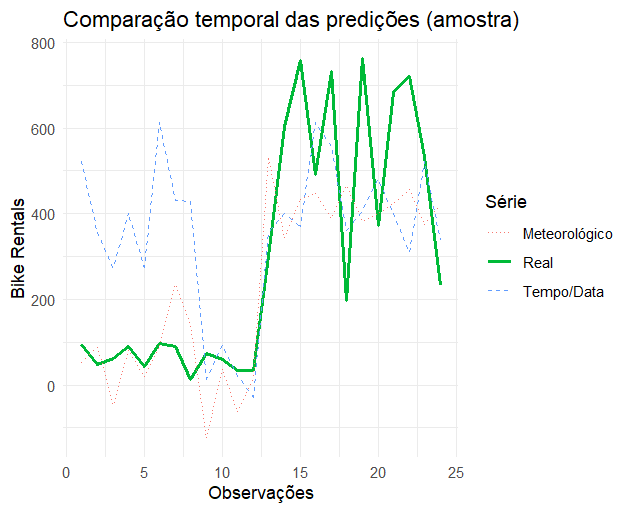 Comparação temporal das predições (amostra)
800
600
400
200
0
Bike Rentals
0 5 10 15 20 25
Observações
Série
Meteorológico
Real
Tempo/Data